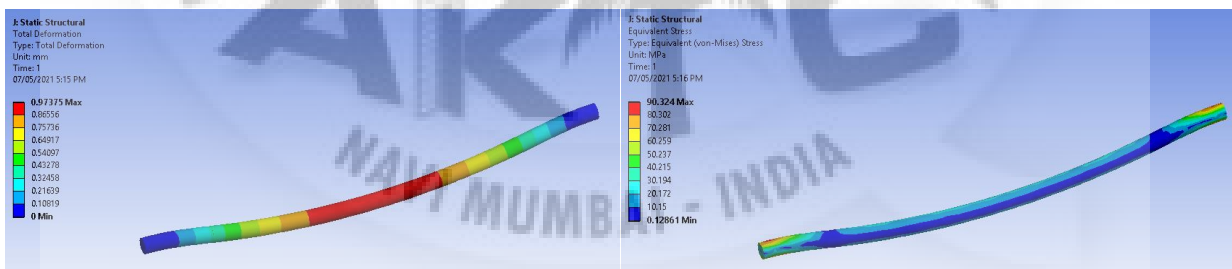 J: Static Structural
Total Deformation
Type: Total Deformation
Unit: mm
Time: 1
07/05/2021 5:15 PM
0.97375 Max
0.86556
0.75736
0.64917
0.54097
0.43278
0.32458
0.21639
0.10819
0 Min
J: Static Structural
Equivalent Stress
Type: Equivalent (von-Mises) Stress
Unit: MPa
Time: 1
07/05/2021 5:16 PM
90.324 Max
80.302
70.281
60.259
50.237
40.215
30.194
20.172
10.15
0.12861 Min
NAVI MUMBAI - INDIA